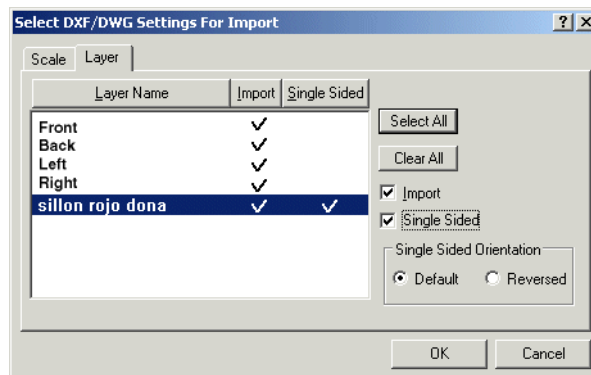 Select DXF/DWG Settings For Import
Scale Layer
Layer Name Import Single Sided
Front
Back
Left
Right
sillon rojo dona
Select All
Clear All
Import
Single Sided
Single Sided Orientation
Default Reversed
OK Cancel